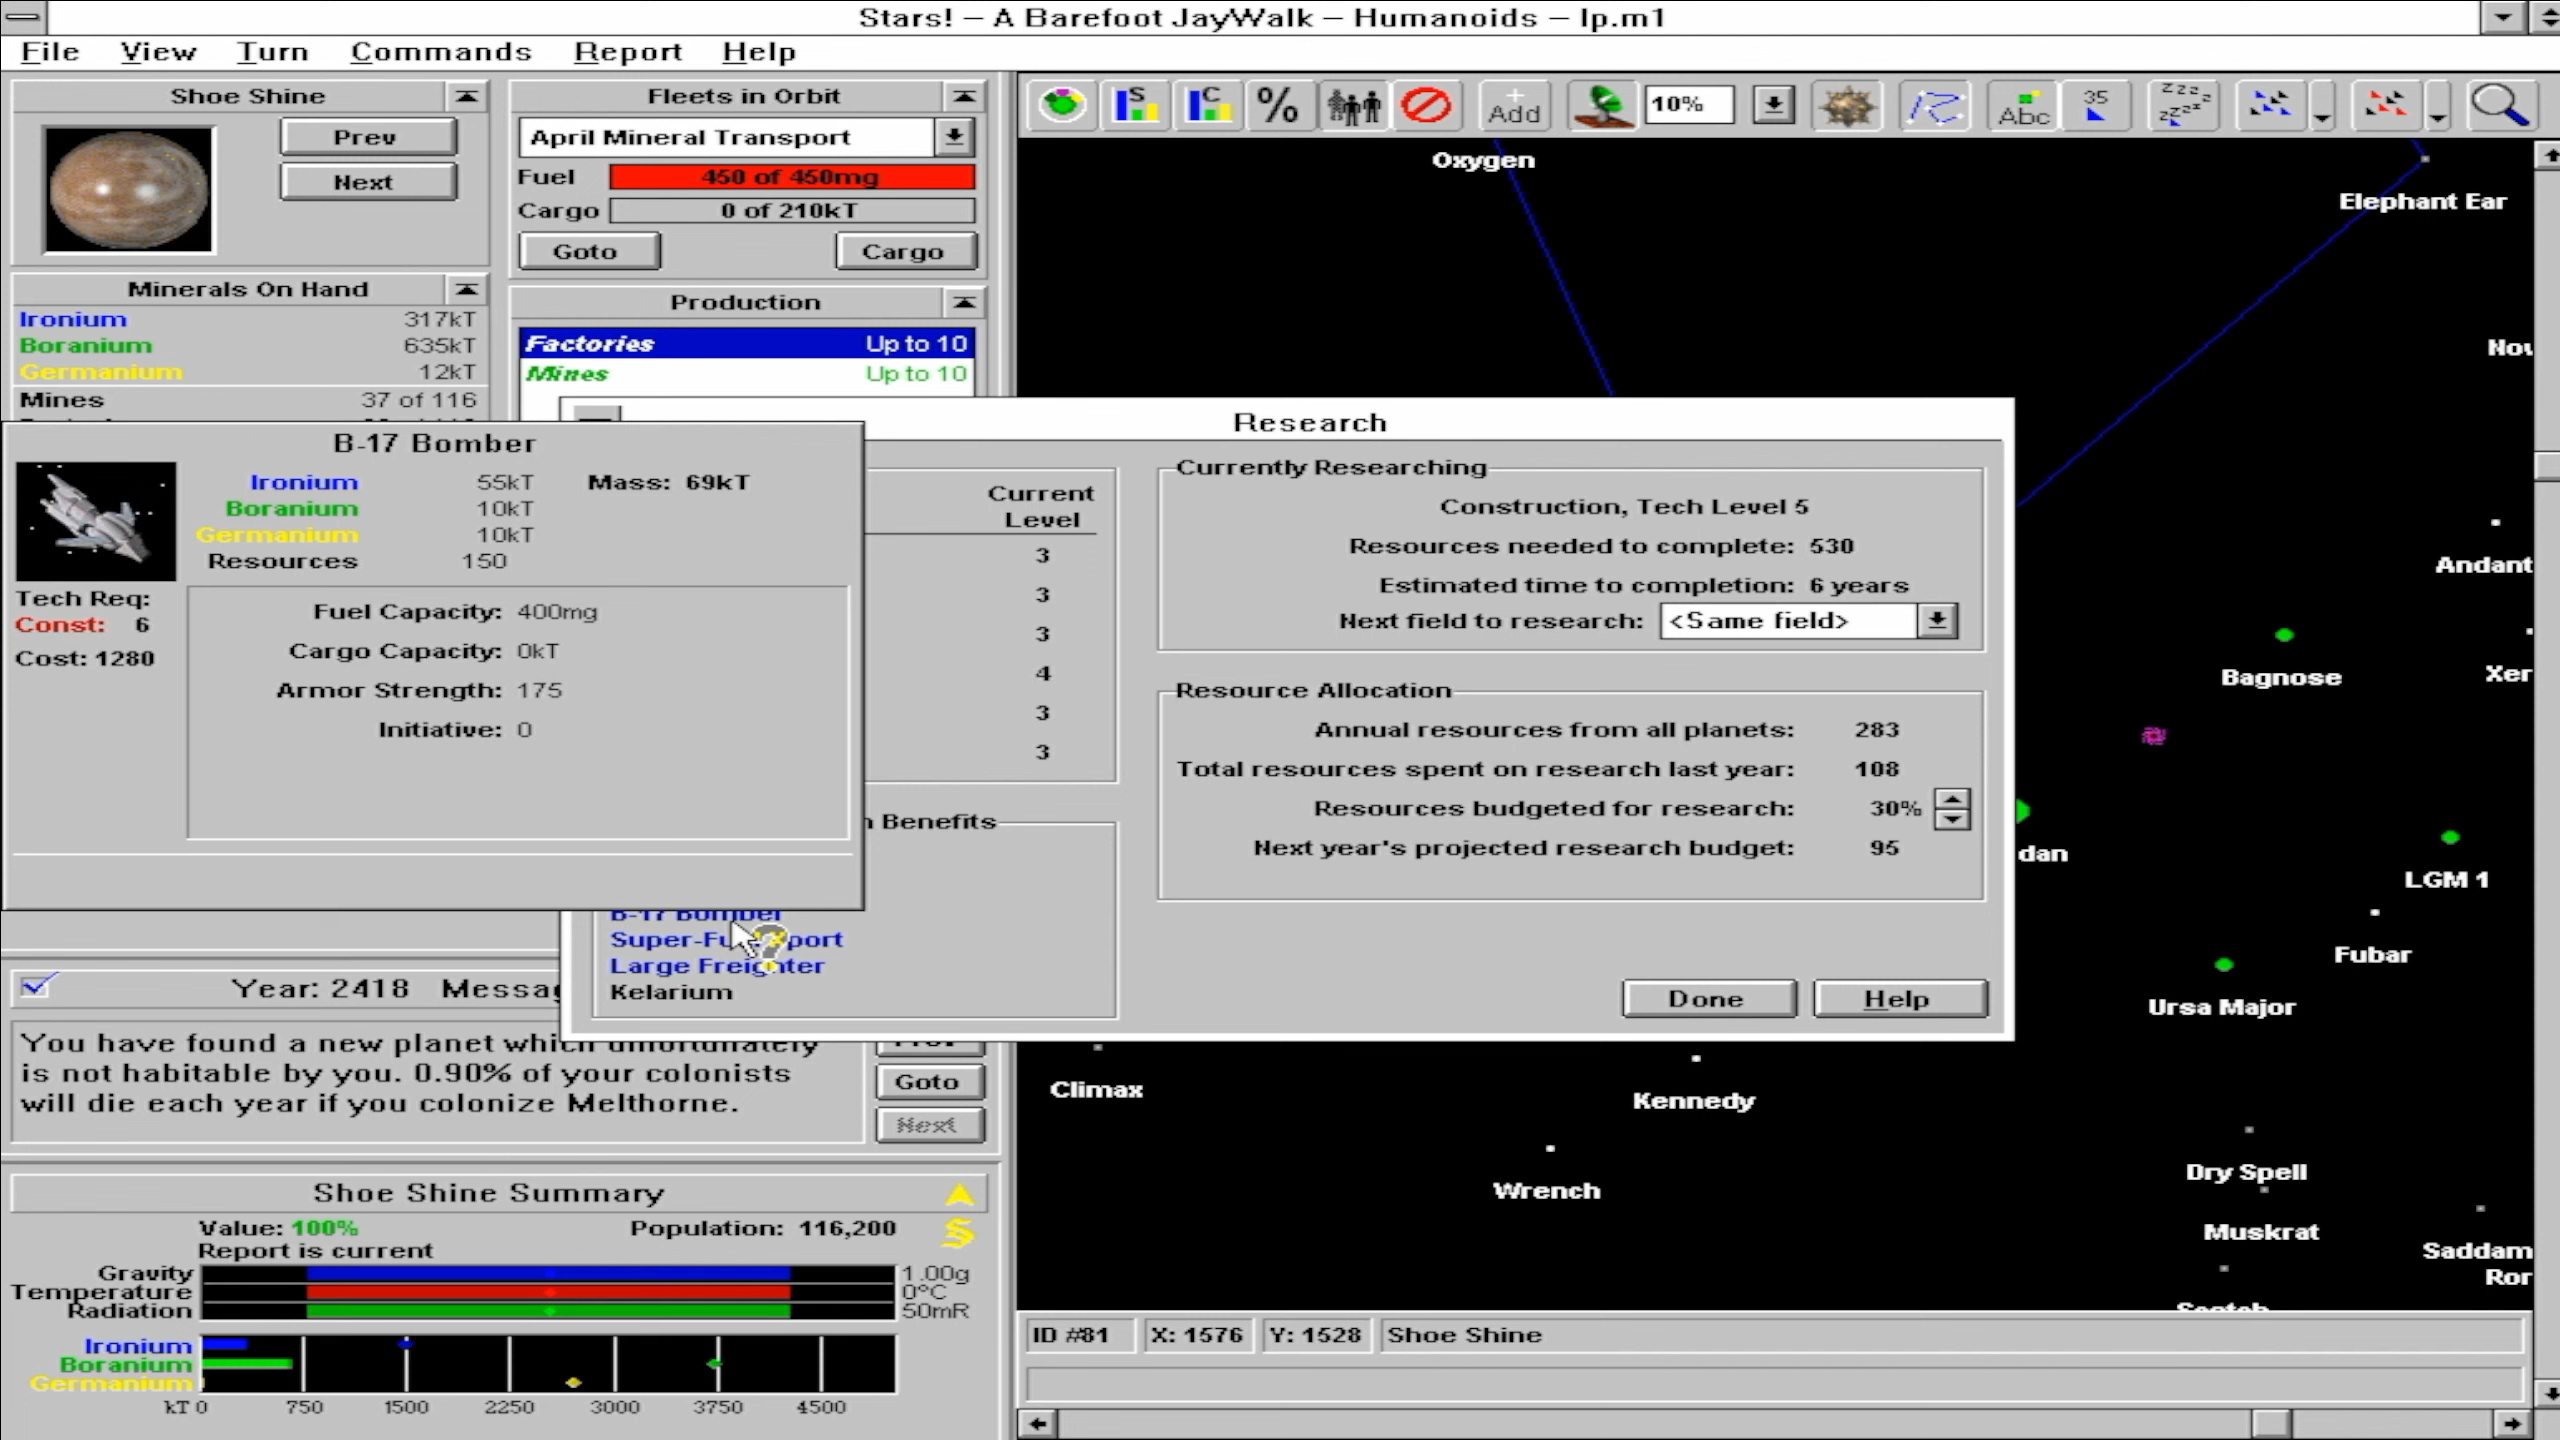 Stars! – A Barefoot JayWalk – Humanoids – lp.m1
File View Turn Commands Report Help
Shoe Shine
Prev
Next
Fleets in Orbit
April Mineral Transport
Fuel 450 of 450mg
Cargo 0 of 210kT
Goto Cargo
S C % Add 10% Abc 35 Zzzz zzzz
Minerals On Hand
Ironium 317kT
Boranium 635kT
Germanium 12kT
Mines 37 of 116
Production
Factories Up to 10
Mines Up to 10
B-17 Bomber
Ironium 55kT Mass: 69kT
Boranium 10kT
Germanium 10kT
Resources 150
Tech Req:
Const: 6
Cost: 1280
Fuel Capacity: 400mg
Cargo Capacity: 0kT
Armor Strength: 175
Initiative: 0
Research
Current
Level
3
3
3
4
3
3
Benefits
B-17 Bomber
Large Freighter
Kelarium
Currently Researching
Construction, Tech Level 5
Resources needed to complete: 530
Estimated time to completion: 6 years
Next field to research: <Same field>
Resource Allocation
Annual resources from all planets: 283
Total resources spent on research last year: 108
Resources budgeted for research: 30%
Next year's projected research budget: 95
Done Help
Year: 2418
You have found a new planet which unfortunately
is not habitable by you. 0.90% of your colonists
will die each year if you colonize Melthorne.
Prev
Goto
Next
Shoe Shine Summary
Value: 100% Population: 116,200
Report is current
Gravity 1.00g
Temperature 0°C
Radiation 50mR
Ironium
Boranium
Germanium
kT 0 750 1500 2250 3000 3750 4500
Oxygen
Elephant Ear
Bagnose
LGM 1
Fubar
Ursa Major
Climax
Kennedy
Wrench
Dry Spell
Muskrat
Saddam
ID #81 X: 1576 Y: 1528 Shoe Shine